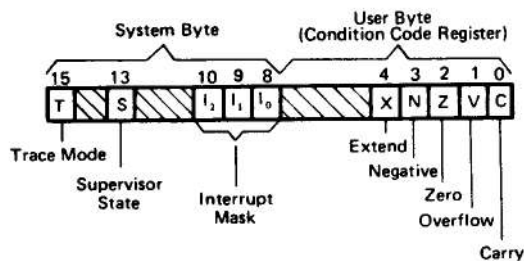 System Byte
User Byte
(Condition Code Register)
15 13 10 9 8 4 3 2 1 0
T S I₂ I₁ I₀ X N Z V C
Trace Mode
Supervisor
State
Interrupt
Mask
Extend
Negative
Zero
Overflow
Carry